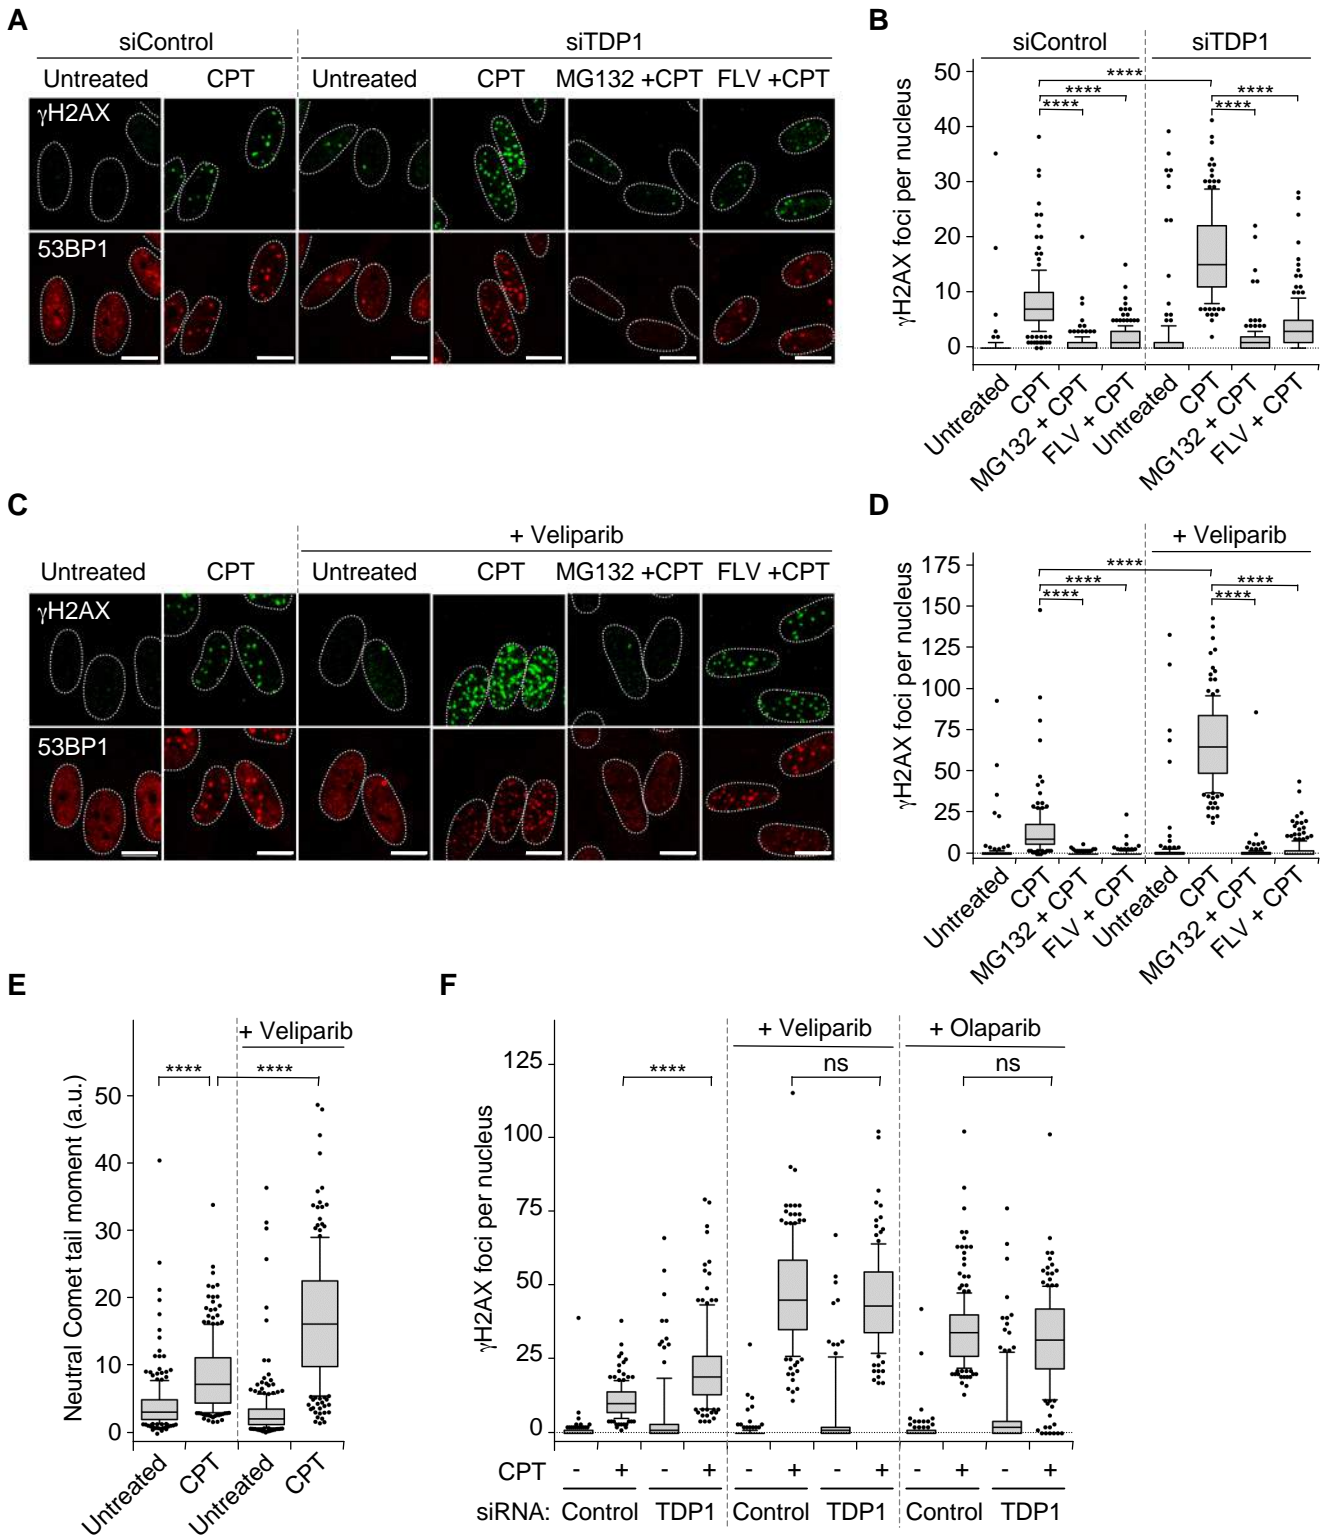 A
siControl
siTDP1
Untreated
CPT
Untreated
CPT
MG132 +CPT
FLV +CPT
γH2AX
53BP1
B
siControl
siTDP1
γH2AX foci per nucleus
50
40
30
20
10
0
****
****
****
****
****
Untreated
CPT
MG132 + CPT
FLV + CPT
Untreated
CPT
MG132 + CPT
FLV + CPT
C
+ Veliparib
Untreated
CPT
Untreated
CPT
MG132 +CPT
FLV +CPT
γH2AX
53BP1
D
+ Veliparib
γH2AX foci per nucleus
175
150
125
100
75
50
25
0
****
****
****
****
****
Untreated
CPT
MG132 + CPT
FLV + CPT
Untreated
CPT
MG132 + CPT
FLV + CPT
E
+ Veliparib
Neutral Comet tail moment (a.u.)
50
40
30
20
10
0
****
****
Untreated
CPT
Untreated
CPT
F
+ Veliparib
+ Olaparib
γH2AX foci per nucleus
125
100
75
50
25
0
****
ns
ns
CPT - + - + - + - + - + - +
siRNA: Control TDP1 Control TDP1 Control TDP1